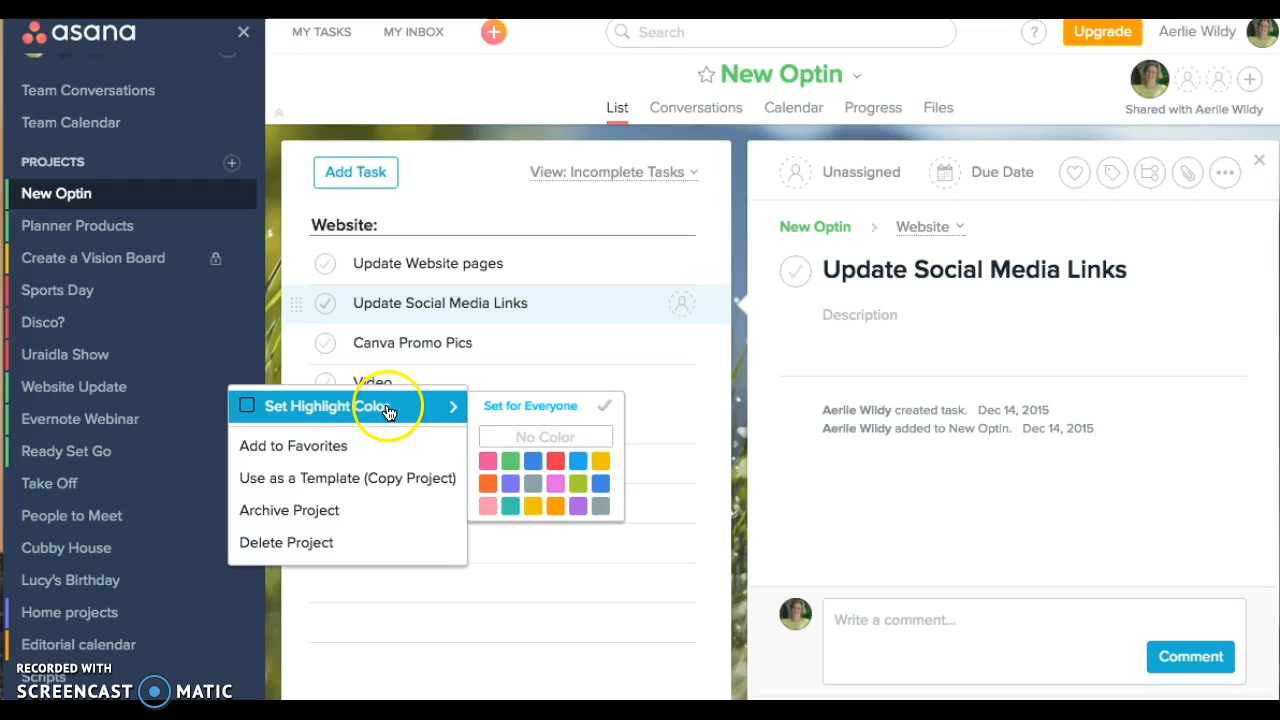 asana
MY TASKS
MY INBOX
Search
?
Upgrade
Aerlie Wildy
Team Conversations
Team Calendar
PROJECTS
New Optin
Planner Products
Create a Vision Board
Sports Day
Disco?
Uraidla Show
Website Update
Evernote Webinar
Ready Set Go
Take Off
People to Meet
Cubby House
Lucy's Birthday
Home projects
Editorial calendar
Scripts
RECORDED WITH
SCREENCAST MATIC
New Optin
Shared with Aerlie Wildy
List
Conversations
Calendar
Progress
Files
Add Task
View: Incomplete Tasks
Website:
Update Website pages
Update Social Media Links
Canva Promo Pics
Video
Set Highlight Color
Add to Favorites
Use as a Template (Copy Project)
Archive Project
Delete Project
Set for Everyone
No Color
Unassigned
Due Date
New Optin > Website
Update Social Media Links
Description
Aerlie Wildy created task. Dec 14, 2015
Aerlie Wildy added to New Optin. Dec 14, 2015
Write a comment...
Comment